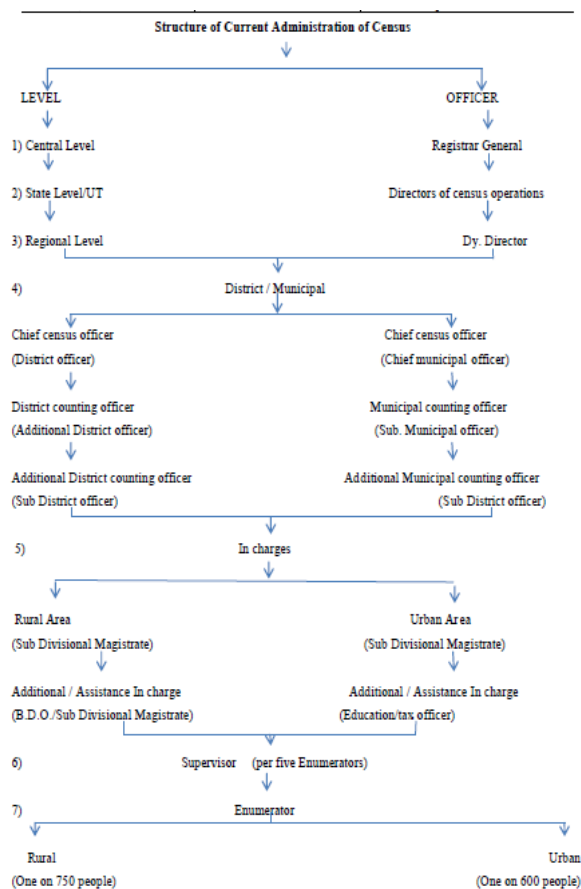 Structure of Current Administration of Census
LEVEL OFFICER
1) Central Level Registrar General
2) State Level/UT Directors of census operations
3) Regional Level Dy. Director
4) District / Municipal
Chief census officer Chief census officer
(District officer) (Chief municipal officer)
District counting officer Municipal counting officer
(Additional District officer) (Sub. Municipal officer)
Additional District counting officer Additional Municipal counting officer
(Sub District officer) (Sub District officer)
5) In charges
Rural Area Urban Area
(Sub Divisional Magistrate) (Sub Divisional Magistrate)
Additional / Assistance In charge Additional / Assistance In charge
(B.D.O./Sub Divisional Magistrate) (Education/tax officer)
6) Supervisor (per five Enumerators)
7) Enumerator
Rural Urban
(One on 750 people) (One on 600 people)